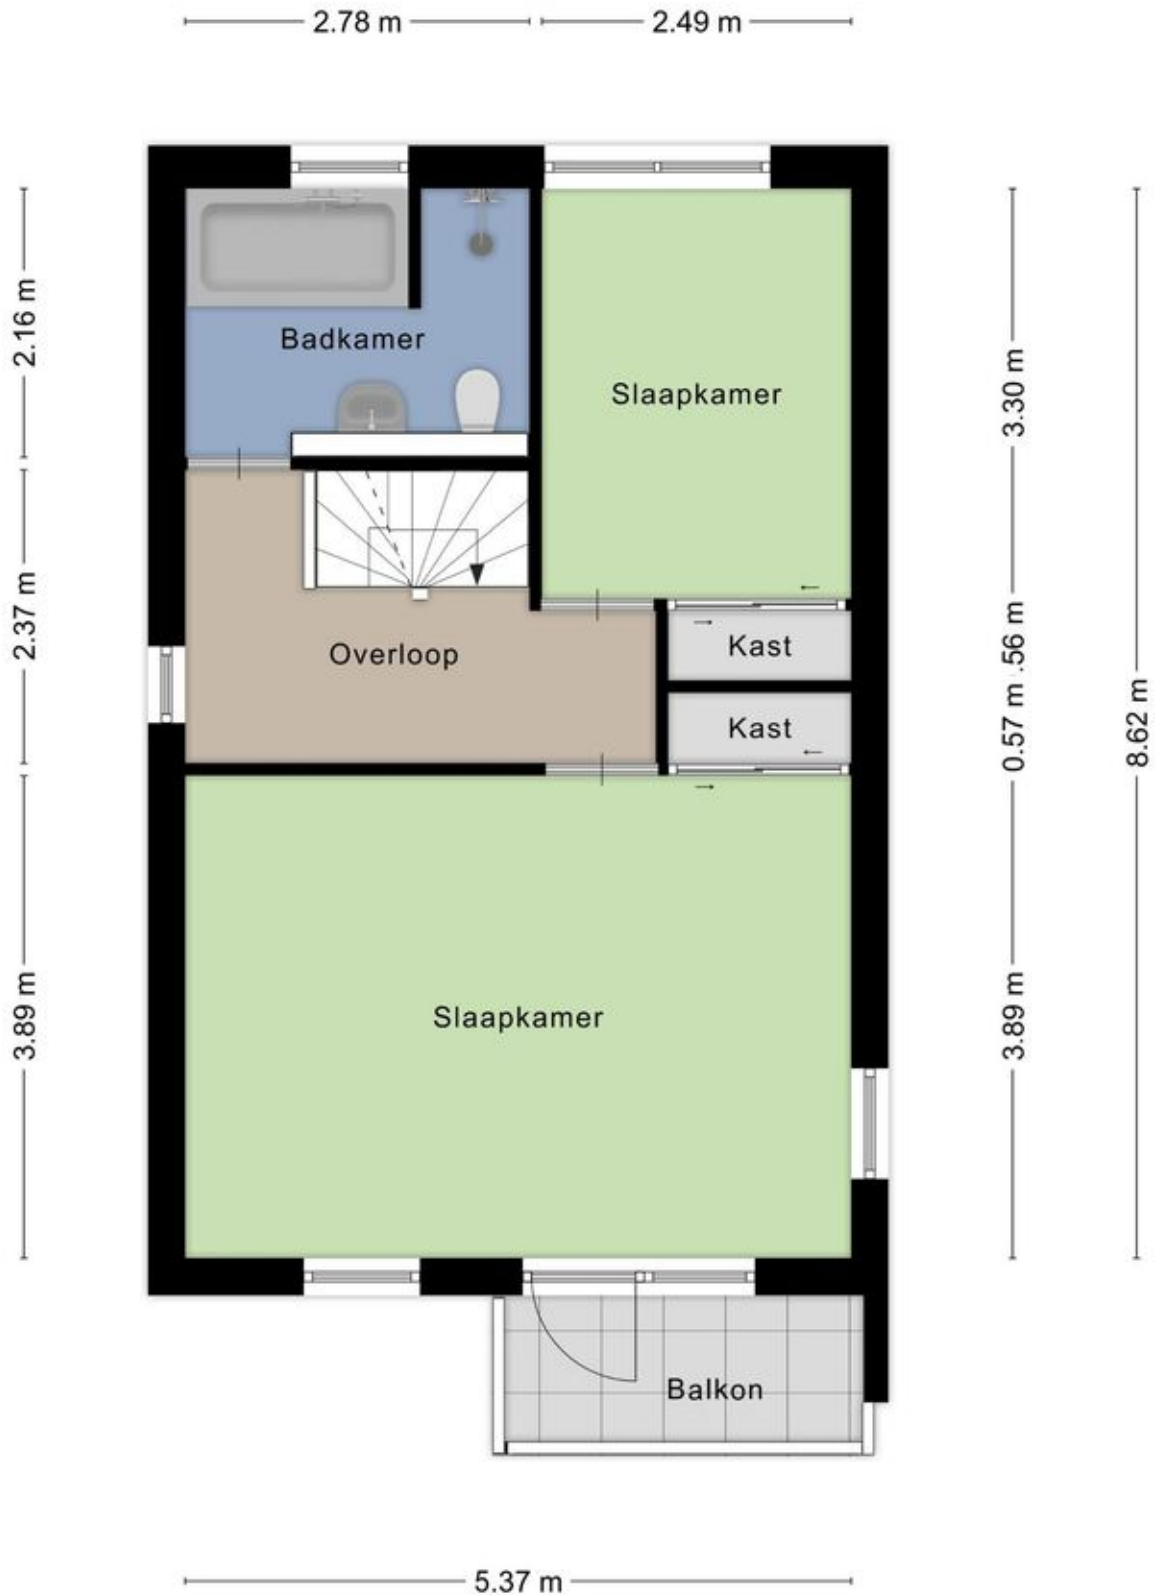 2.78 m
2.49 m
2.16 m
Badkamer
Slaapkamer
3.30 m
2.37 m
Overloop
Kast
.56 m
Kast
0.57 m
8.62 m
3.89 m
Slaapkamer
3.89 m
Balkon
5.37 m